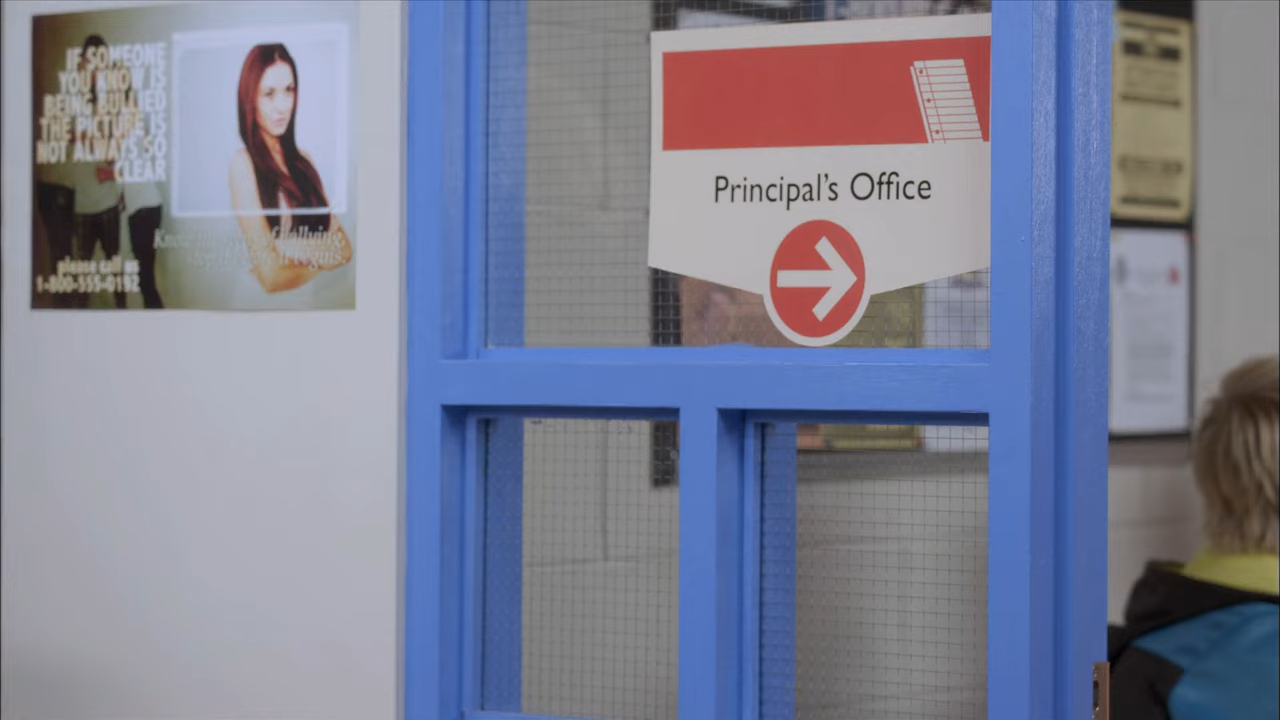 IF SOMEONE
YOU KNOW IS
BEING BULLIED
THE PICTURE IS
NOT ALWAYS SO
CLEAR
please call us
1-800-555-0192
Principal's Office